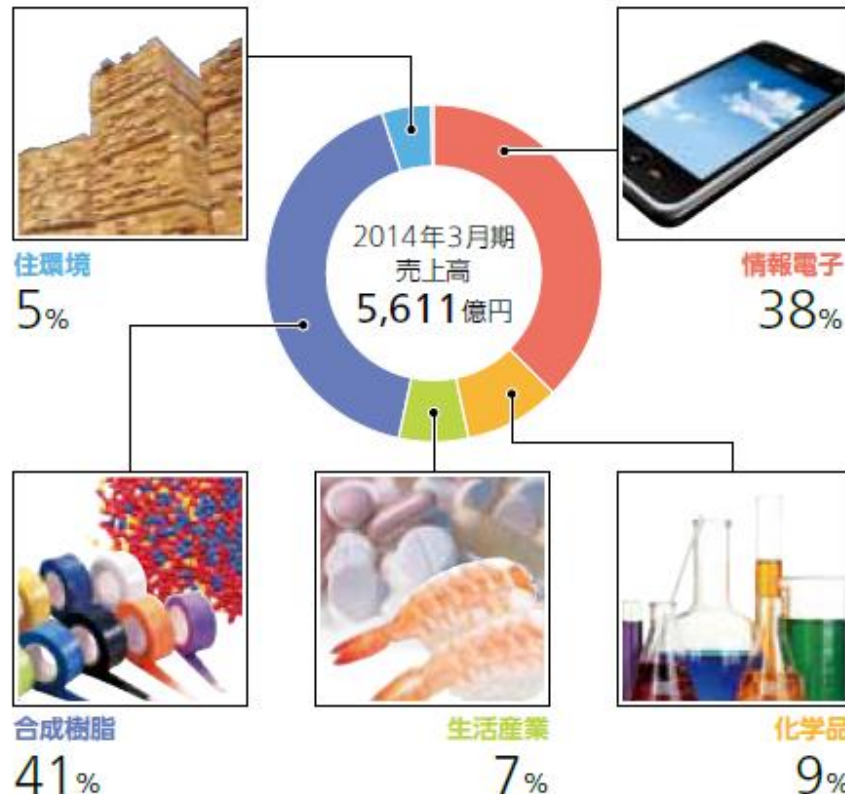 2014年3月期
売上高
5,611億円
住環境
5%
情報電子
38%
合成樹脂
41%
生活産業
7%
化学品
9%